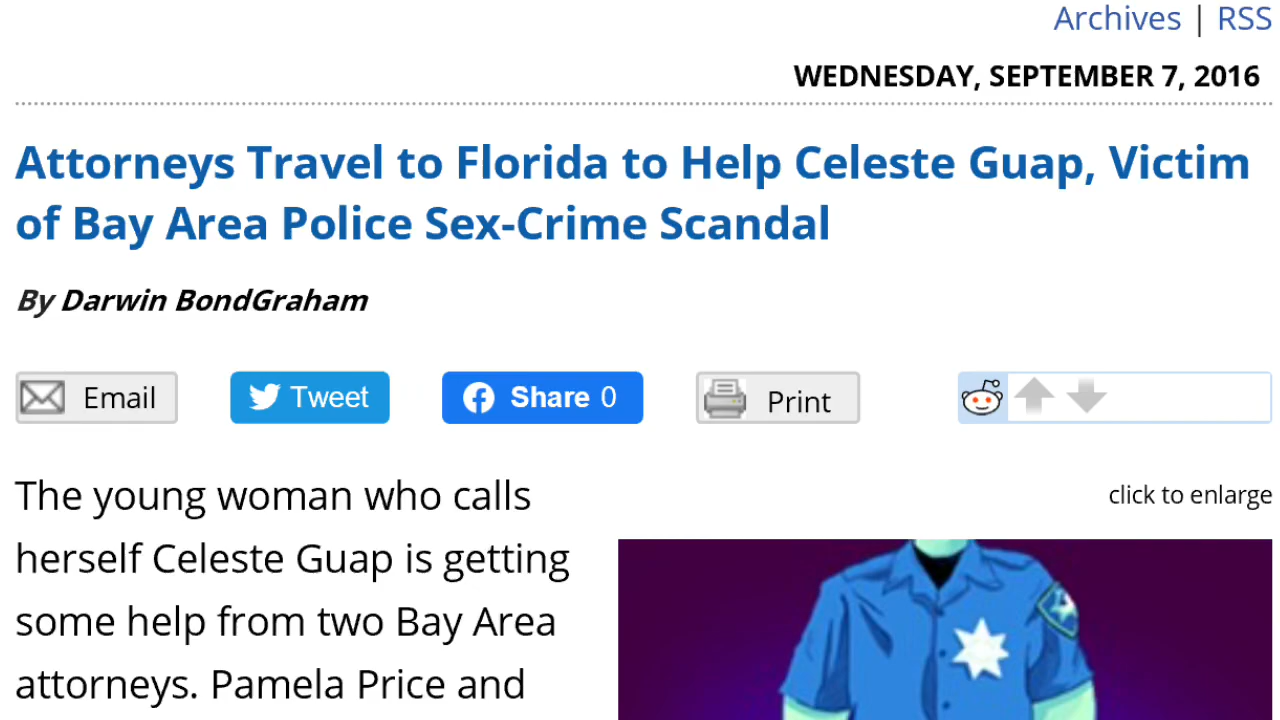 Archives | RSS
WEDNESDAY, SEPTEMBER 7, 2016
Attorneys Travel to Florida to Help Celeste Guap, Victim
of Bay Area Police Sex-Crime Scandal
By Darwin BondGraham
Email Tweet Share 0 Print
The young woman who calls
click to enlarge
herself Celeste Guap is getting
some help from two Bay Area
attorneys. Pamela Price and